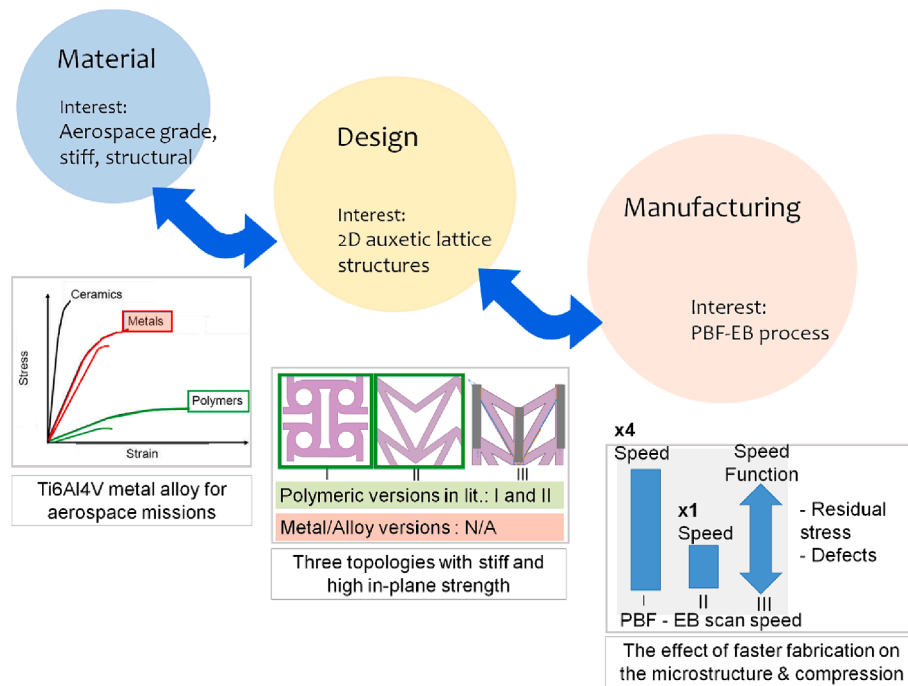 Material
Interest:
Aerospace grade,
stiff, structural
Design
Interest:
2D auxetic lattice
structures
Manufacturing
Interest:
PBF-EB process
Ceramics
Metals
Polymers
Stress
Strain
Ti6Al4V metal alloy for
aerospace missions
I
II
III
Polymeric versions in lit.: I and II
Metal/Alloy versions : N/A
Three topologies with stiff and
high in-plane strength
x4
Speed
x1
Speed
Speed
Function
- Residual
stress
- Defects
I
II
III
PBF - EB scan speed
The effect of faster fabrication on
the microstructure & compression